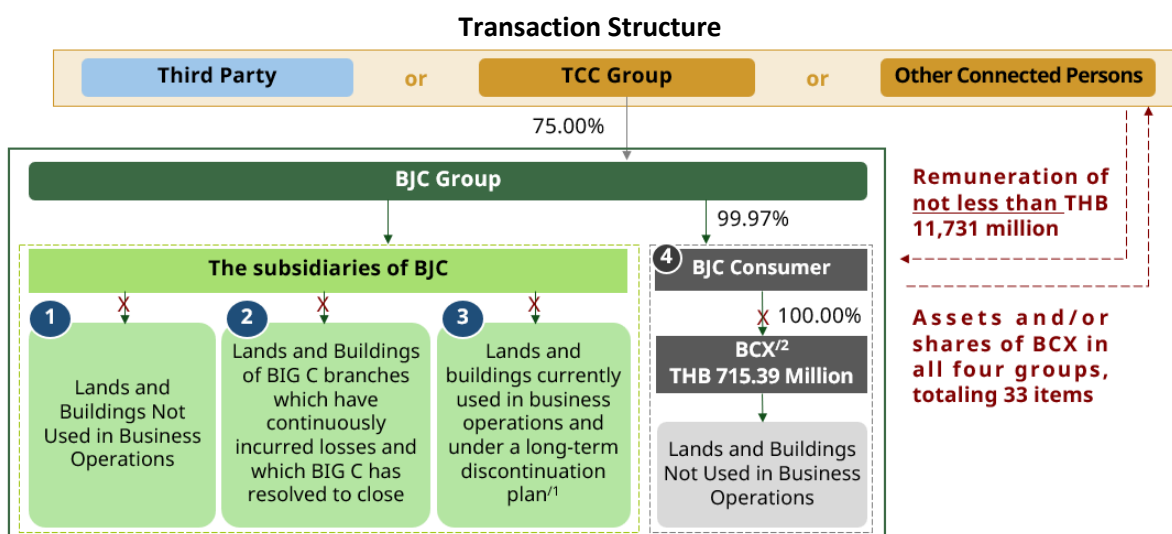 Transaction Structure
Third Party
or
TCC Group
or
Other Connected Persons
75.00%
BJC Group
99.97%
The subsidiaries of BJC
X
X
X
1
Lands and
Buildings Not
Used in Business
Operations
2
Lands and Buildings
of BIG C branches
which have
continuously
incurred losses and
which BIG C has
resolved to close
3
Lands and
buildings currently
used in business
operations and
under a long-term
discontinuation
plan/1
4
BJC Consumer
X
100.00%
BCX/2
THB 715.39 Million
Lands and Buildings
Not Used in Business
Operations
Remuneration of
not less than THB
11,731 million
Assets and/or
shares of BCX in
all four groups,
totaling 33 items